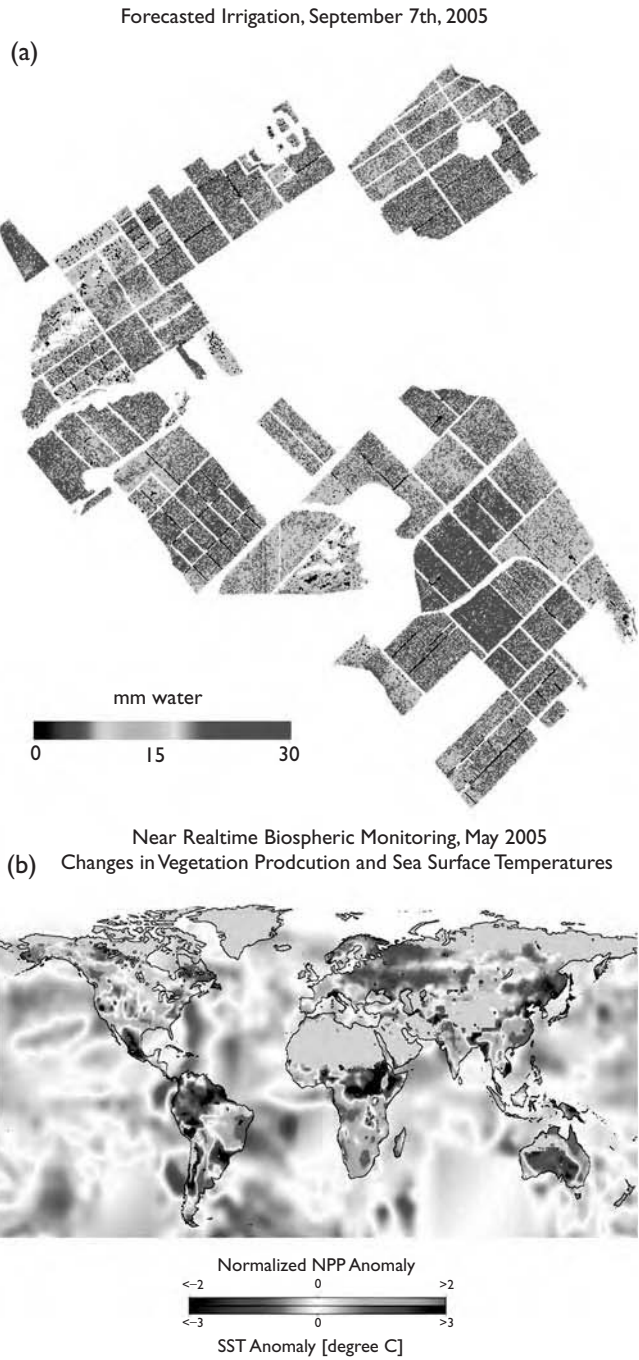 Forecasted Irrigation, September 7th, 2005
(a)
mm water
0 15 30
Near Realtime Biospheric Monitoring, May 2005
(b) Changes in Vegetation Prodcution and Sea Surface Temperatures
Normalized NPP Anomaly
<-2 0 >2
<-3 0 >3
SST Anomaly [degree C]